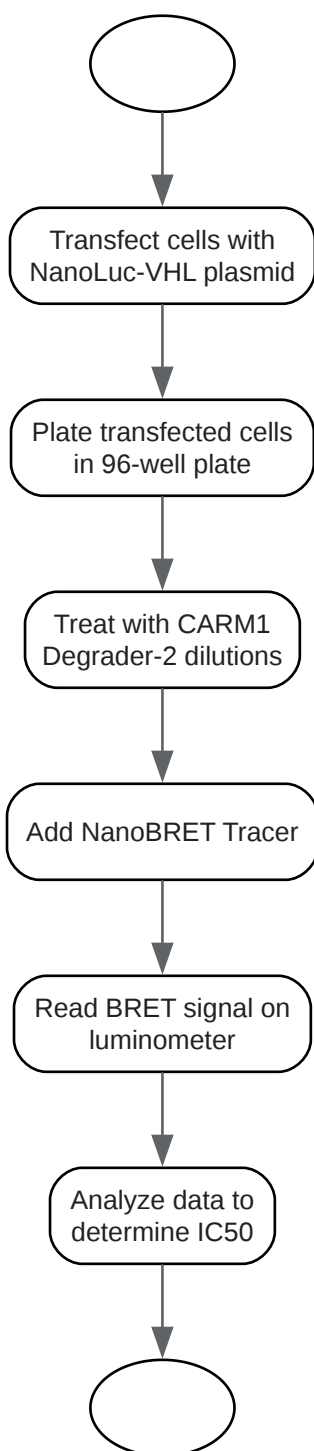 Transfect cells with
NanoLuc-VHL plasmid
Plate transfected cells
in 96-well plate
Treat with CARM1
Degrader-2 dilutions
Add NanoBRET Tracer
Read BRET signal on
luminometer
Analyze data to
determine IC50